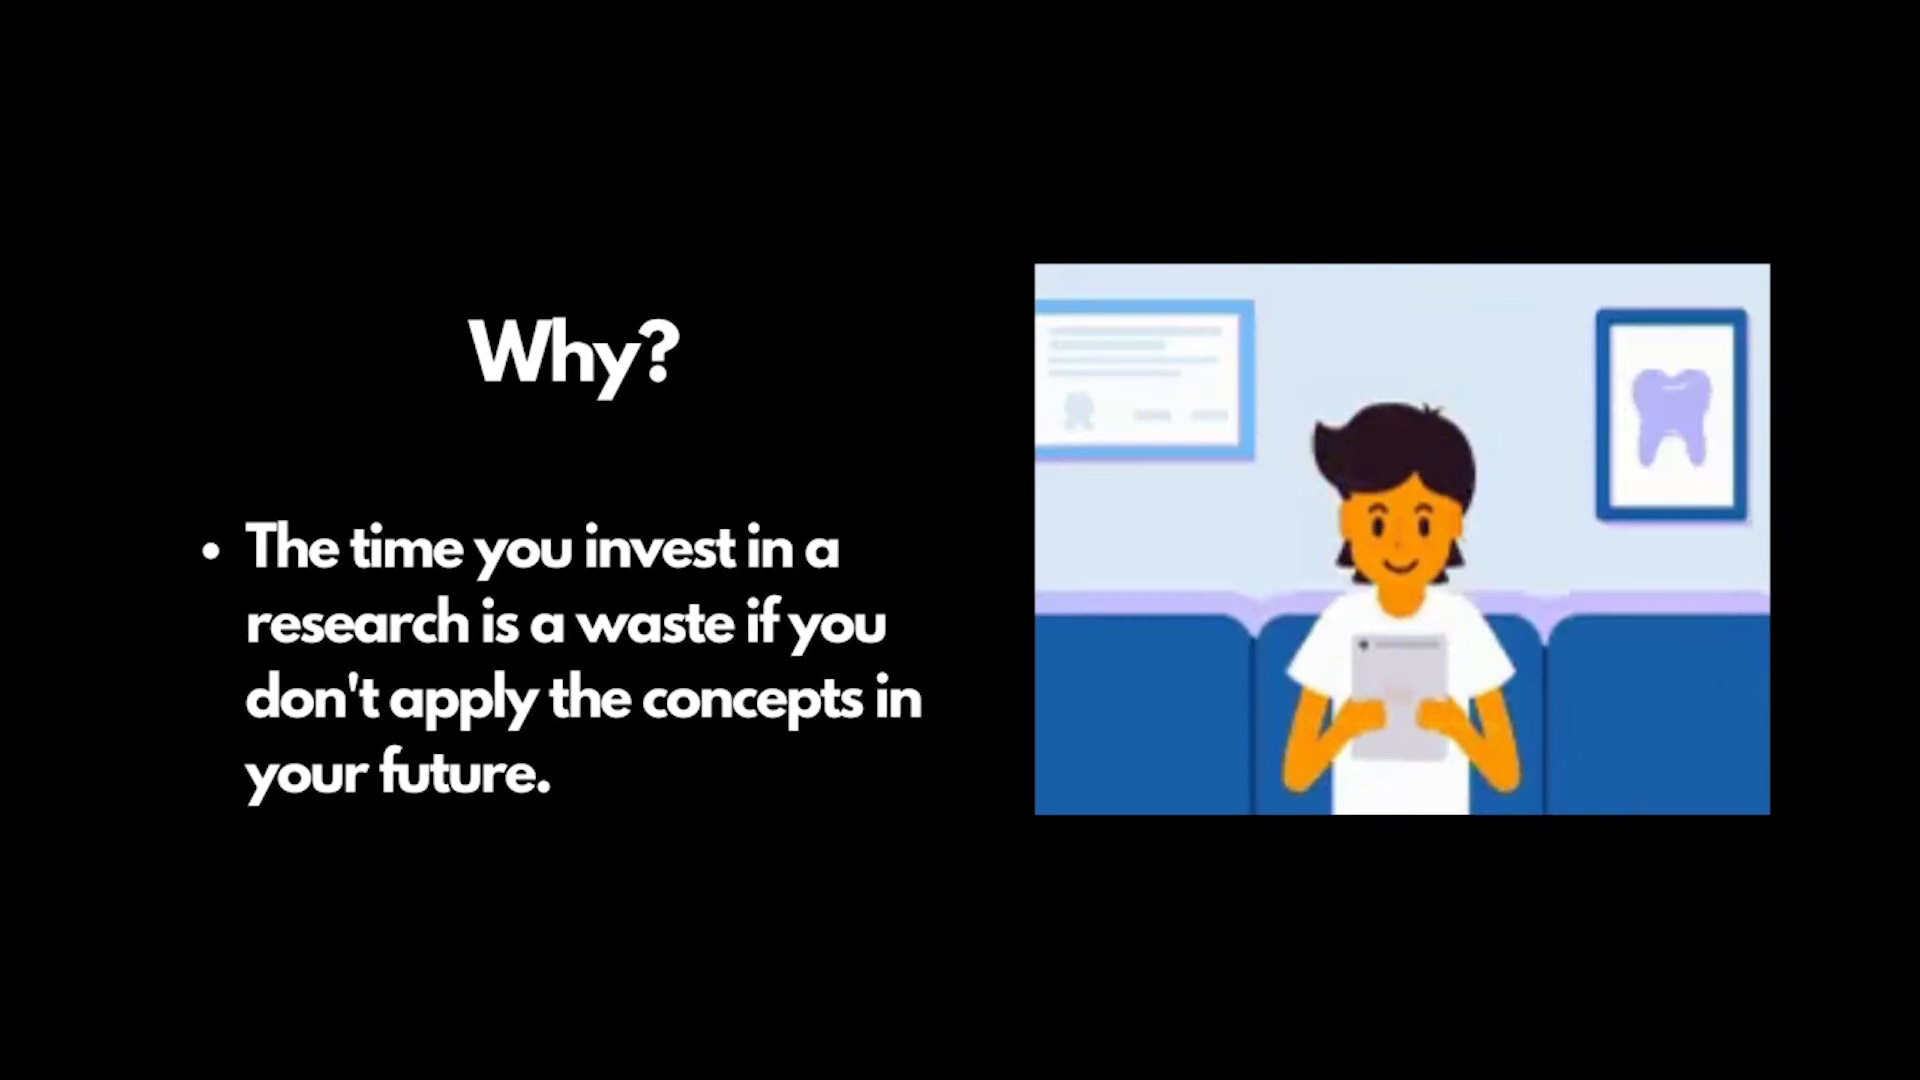 Why?
• The time you invest in a
research is a waste if you
don't apply the concepts in
your future.